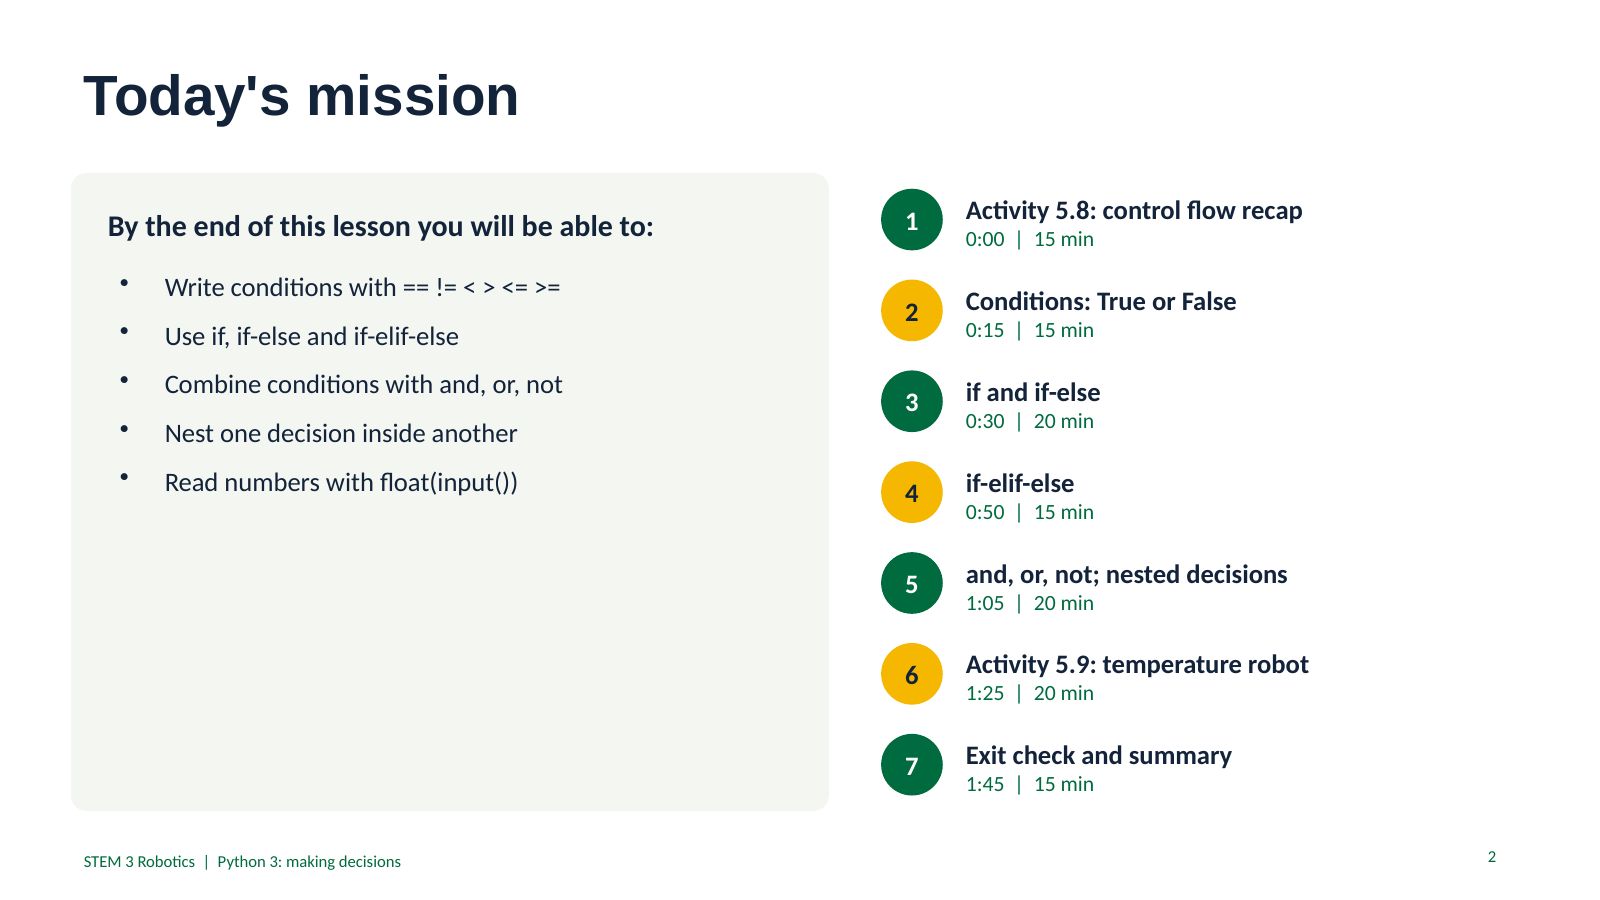 Today's mission
By the end of this lesson you will be able to:
• Write conditions with == != < > <= >=
• Use if, if-else and if-elif-else
• Combine conditions with and, or, not
• Nest one decision inside another
• Read numbers with float(input())
1
Activity 5.8: control flow recap
0:00 | 15 min
2
Conditions: True or False
0:15 | 15 min
3
if and if-else
0:30 | 20 min
4
if-elif-else
0:50 | 15 min
5
and, or, not; nested decisions
1:05 | 20 min
6
Activity 5.9: temperature robot
1:25 | 20 min
7
Exit check and summary
1:45 | 15 min
STEM 3 Robotics | Python 3: making decisions
2